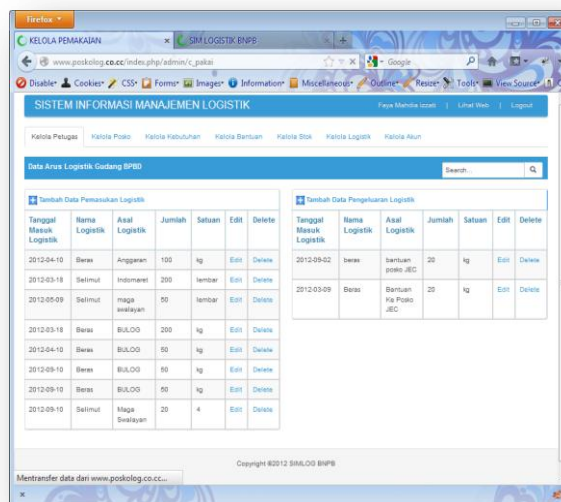 Firefox
KELOLA PEMAKAIAN × SIM LOGISTIK BNPB × +
www.poskolog.co.cc/index.php/admin/c_pakai Google
Disable Cookies CSS Forms Images Information Miscellaneous Outline Resize Tools View Source
SISTEM INFORMASI MANAJEMEN LOGISTIK Faya Mahdia Izzati | Lihat Web | Logout
Kelola Petugas Kelola Posko Kelola Kebutuhan Kelola Bantuan Kelola Stok Kelola Logistik Kelola Akun
Data Arus Logistik Gudang BPBD Search...
Tambah Data Pemasukan Logistik
Tanggal Masuk Logistik Nama Logistik Asal Logistik Jumlah Satuan Edit Delete
2012-04-10 Beras Anggaran 100 kg Edit Delete
2012-03-18 Selimut Indomaret 200 lembar Edit Delete
2012-05-09 Selimut maga swalayan 50 lembar Edit Delete
2012-03-18 Beras BULOG 200 kg Edit Delete
2012-04-10 Beras BULOG 50 kg Edit Delete
2012-09-10 Beras BULOG 50 kg Edit Delete
2012-09-10 Beras BULOG 50 kg Edit Delete
2012-09-10 Selimut Maga Swalayan 20 4 Edit Delete
Tambah Data Pengeluaran Logistik
Tanggal Masuk Logistik Nama Logistik Asal Logistik Jumlah Satuan Edit Delete
2012-09-02 beras bantuan posko JEC 20 kg Edit Delete
2012-03-09 Beras Bantuan Ke Posko JEC 20 kg Edit Delete
Copyright ©2012 SIMLOG BNPB
Mentransfer data dari www.poskolog.co.cc...
×